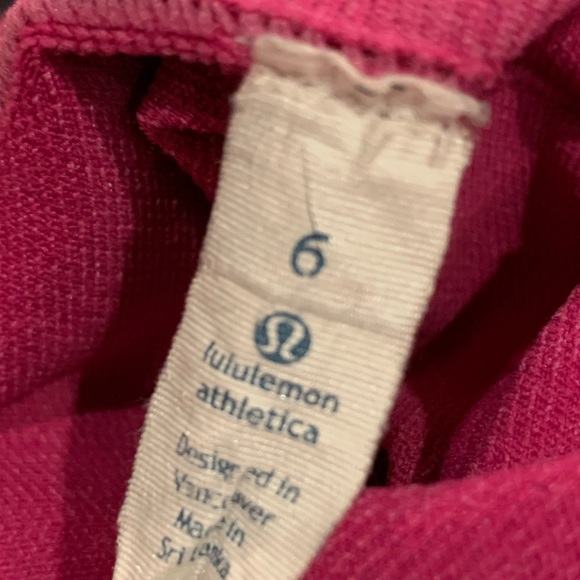 6
lululemon
athletica
Designed in
Vancouver
Made in
Sri Lanka